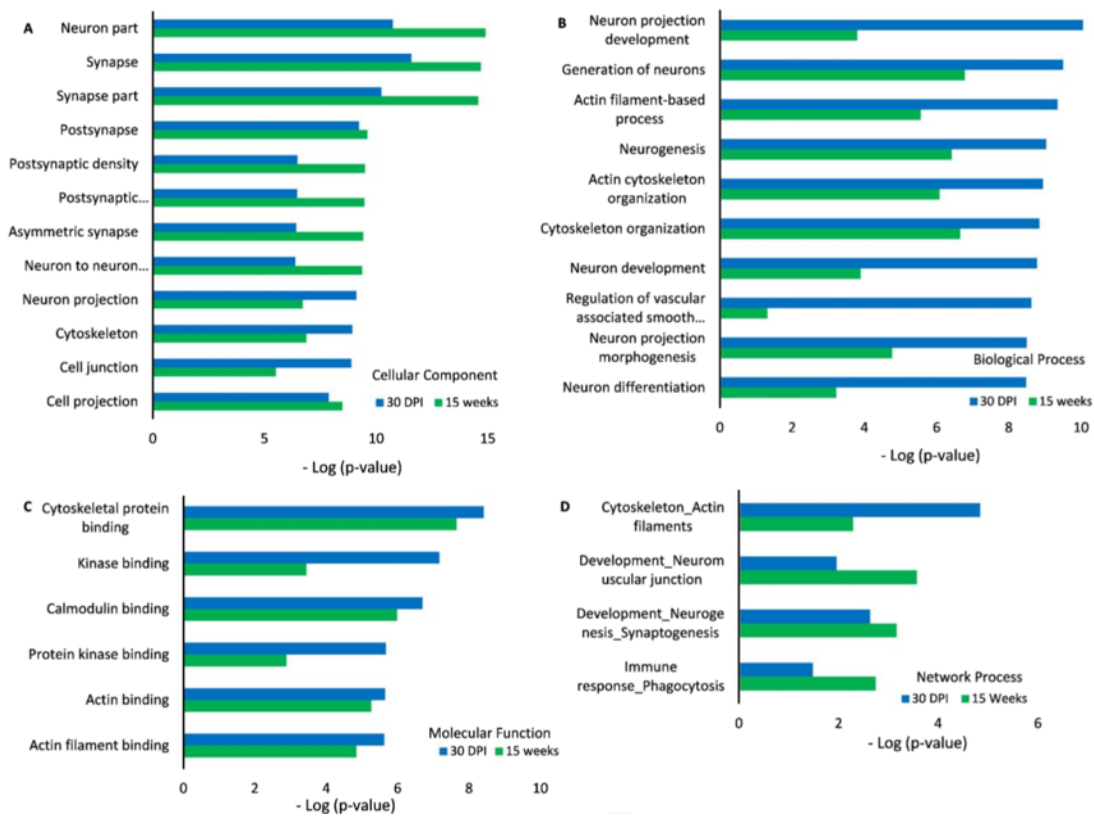 A
Neuron part
Synapse
Synapse part
Postsynapse
Postsynaptic density
Postsynaptic...
Asymmetric synapse
Neuron to neuron...
Neuron projection
Cytoskeleton
Cell junction
Cell projection
Cellular Component
30 DPI 15 weeks
0 5 10 15
- Log (p-value)
B
Neuron projection
development
Generation of neurons
Actin filament-based
process
Neurogenesis
Actin cytoskeleton
organization
Cytoskeleton organization
Neuron development
Regulation of vascular
associated smooth...
Neuron projection
morphogenesis
Neuron differentiation
Biological Process
30 DPI 15 weeks
0 2 4 6 8 10
- Log (p-value)
C
Cytoskeletal protein
binding
Kinase binding
Calmodulin binding
Protein kinase binding
Actin binding
Actin filament binding
Molecular Function
30 DPI 15 weeks
0 2 4 6 8 10
- Log (p-value)
D
Cytoskeleton_Actin
filaments
Development_Neurom
uscular junction
Development_Neuroge
nesis_Synaptogenesis
Immune
response_Phagocytosis
Network Process
30 DPI 15 Weeks
0 2 4 6
- Log (p-value)